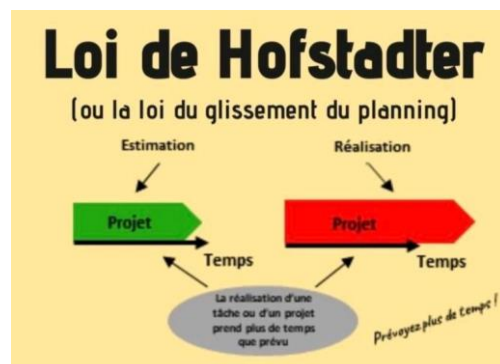 Loi de Hofstadter
(ou la loi du glissement du planning)
Estimation
Réalisation
Projet
Projet
Temps
Temps
La réalisation d'une
tâche ou d'un projet
prend plus de temps
que prévu
Prévoyez plus de temps !